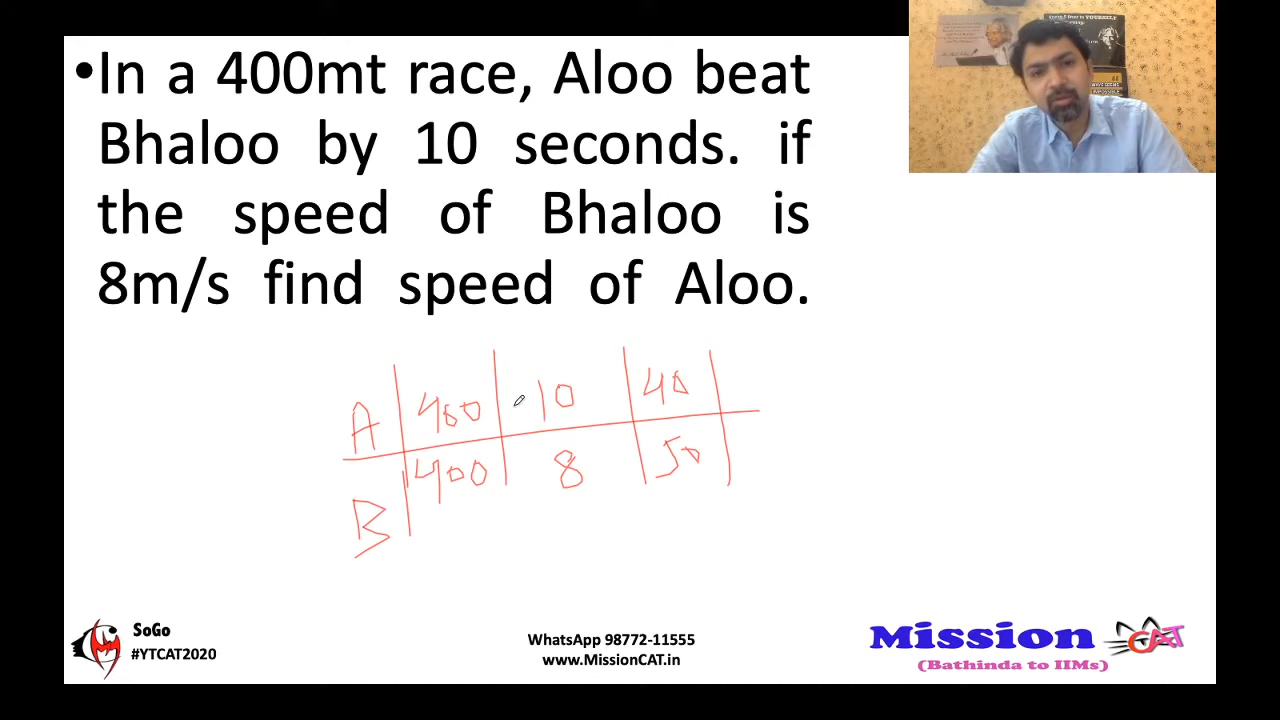 •In a 400mt race, Aloo beat
Bhaloo by 10 seconds. if
the speed of Bhaloo is
8m/s find speed of Aloo.
A 400 10 40
B 400 8 50
SoGo
#YTCAT2020
WhatsApp 98772-11555
www.MissionCAT.in
Mission CAT
(Bathinda to IIMs)